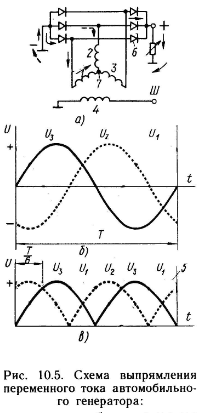 +
−
6
2
3
7
4
Ш
а)
U
+
U₃
U₂
U₁
t
−
T
б)
U
T
6
+
U₃
U₁
U₂
U₃
U₁
5
t
в)
Рис. 10.5. Схема выпрямления
переменного тока автомобильно-
го генератора: